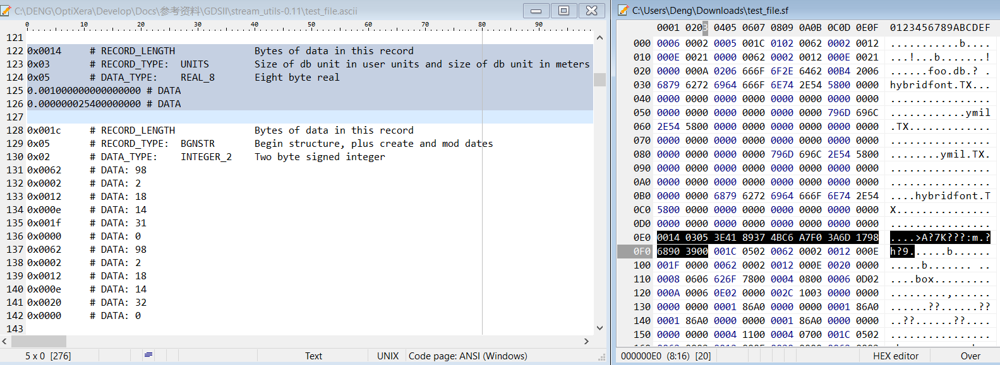 C:\DENG\OptiXera\Develop\Docs\参考资料\GDSII\stream_utils-0.11\test_file.ascii
0 10 20 30 40 50 60 70 80 90
121
122 0x0014 # RECORD_LENGTH Bytes of data in this record
123 0x03 # RECORD_TYPE: UNITS Size of db unit in user units and size of db unit in meters
124 0x05 # DATA_TYPE: REAL_8 Eight byte real
125 0.001000000000000000 # DATA
126 0.000000025400000000 # DATA
127
128 0x001c # RECORD_LENGTH Bytes of data in this record
129 0x05 # RECORD_TYPE: BGNSTR Begin structure, plus create and mod dates
130 0x02 # DATA_TYPE: INTEGER_2 Two byte signed integer
131 0x0062 # DATA: 98
132 0x0002 # DATA: 2
133 0x0012 # DATA: 18
134 0x000e # DATA: 14
135 0x001f # DATA: 31
136 0x0000 # DATA: 0
137 0x0062 # DATA: 98
138 0x0002 # DATA: 2
139 0x0012 # DATA: 18
140 0x000e # DATA: 14
141 0x0020 # DATA: 32
142 0x0000 # DATA: 0
143
5 x 0 [276] Text UNIX Code page: ANSI (Windows)
C:\Users\Deng\Downloads\test_file.sf
0001 0203 0405 0607 0809 0A0B 0C0D 0E0F 0123456789ABCDEF
000 0006 0002 0005 001C 0102 0062 0002 0012 ...........b....
010 000E 0021 0000 0062 0002 0012 000E 0021 ...!...b.......!
020 0000 000A 0206 666F 6F2E 6462 00B4 2006 ......foo.db.? .
030 6879 6272 6964 666F 6E74 2E54 5800 0000 hybridfont.TX...
040 0000 0000 0000 0000 0000 0000 0000 0000 ................
050 0000 0000 0000 0000 0000 0000 796D 696C ............ymil
060 2E54 5800 0000 0000 0000 0000 0000 0000 .TX.............
070 0000 0000 0000 0000 0000 0000 0000 0000 ................
080 0000 0000 0000 0000 796D 696C 2E54 5800 ........ymil.TX.
090 0000 0000 0000 0000 0000 0000 0000 0000 ................
0A0 0000 0000 0000 0000 0000 0000 0000 0000 ................
0B0 0000 0000 6879 6272 6964 666F 6E74 2E54 ....hybridfont.T
0C0 5800 0000 0000 0000 0000 0000 0000 0000 X...............
0D0 0000 0000 0000 0000 0000 0000 0000 0000 ................
0E0 0014 0305 3E41 8937 4BC6 A7F0 3A6D 1798 ....>A?7K???:m.?
0F0 6890 3900 001C 0502 0062 0002 0012 000E h?9......b......
100 001F 0000 0062 0002 0012 000E 0020 0000 .....b....... ..
110 0008 0606 626F 7800 0004 0800 0006 0D02 ....box.........
120 000A 0006 0E02 0000 002C 1003 0000 0000 .........,......
130 0000 0000 0001 86A0 0000 0000 0001 86A0 ......??......??
140 0001 86A0 0000 0000 0001 86A0 0000 0000 ..??......??....
150 0000 0000 0004 1100 0004 0700 001C 0502 ................
000000E0 (8:16) [20] HEX editor Over